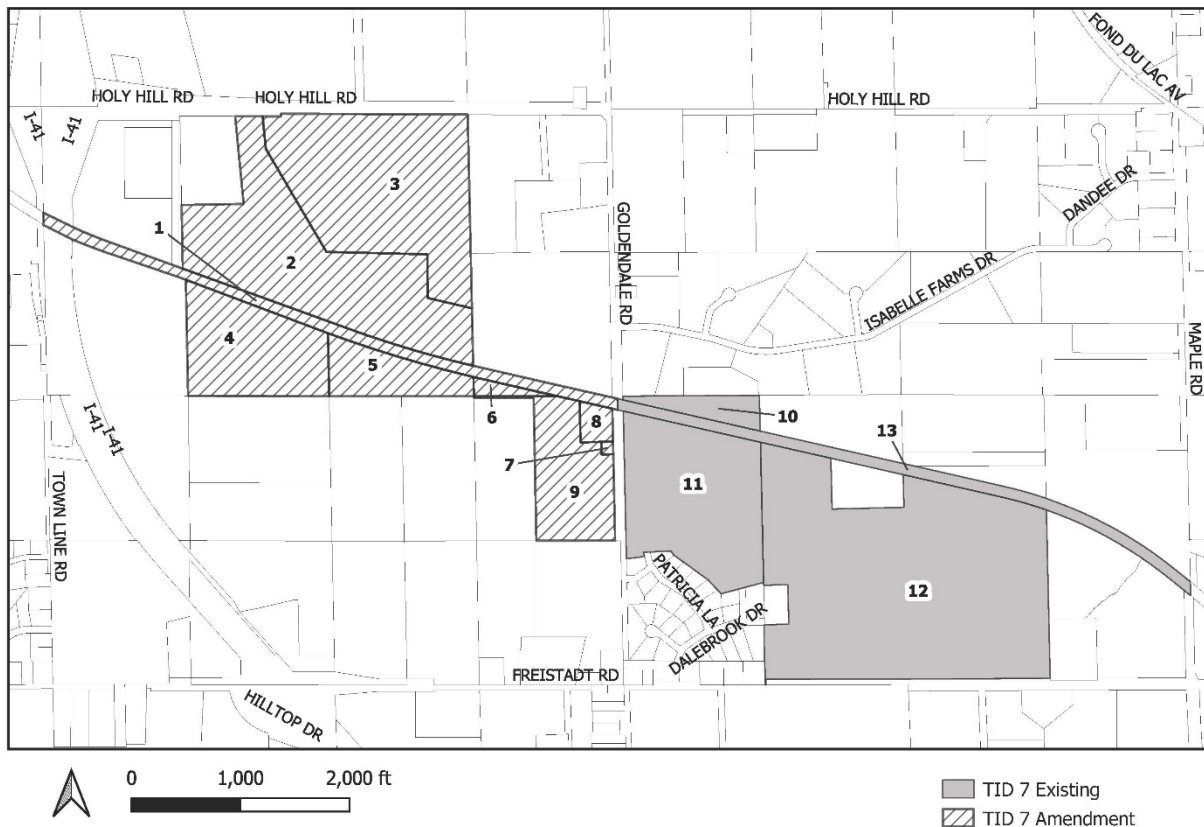 FOND DU LAC AV
HOLY HILL RD
HOLY HILL RD
HOLY HILL RD
I-41
I-41
DANDEE DR
3
GOLDENDALE RD
1
2
ISABELLE FARMS DR
4
5
MAPLE RD
6
10
I-41
I-41
8
13
7
TOWN LINE RD
9
11
PATRICIA LA
12
DALEBROOK DR
FREISTADT RD
HILLTOP DR
0 1,000 2,000 ft
TID 7 Existing
TID 7 Amendment